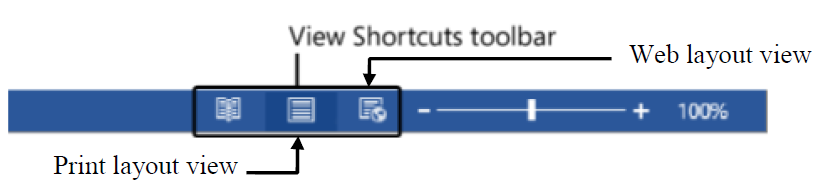 View Shortcuts toolbar
Web layout view
- + 100%
Print layout view